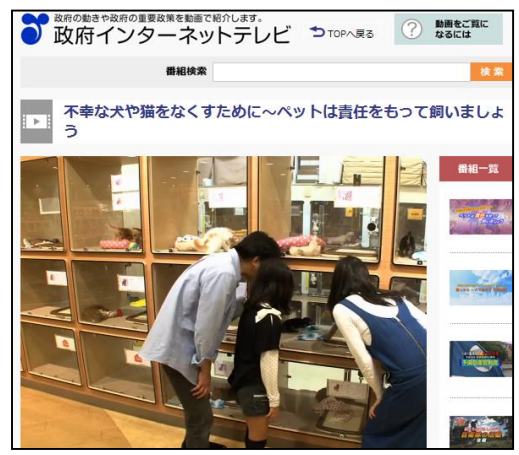 政府の動きや政府の重要政策を動画で紹介します。
政府インターネットテレビ
TOPへ戻る
?
動画をご覧に
なるには
番組検索
検索
不幸な犬や猫をなくすために～ペットは責任をもって飼いましょ
う
番組一覧